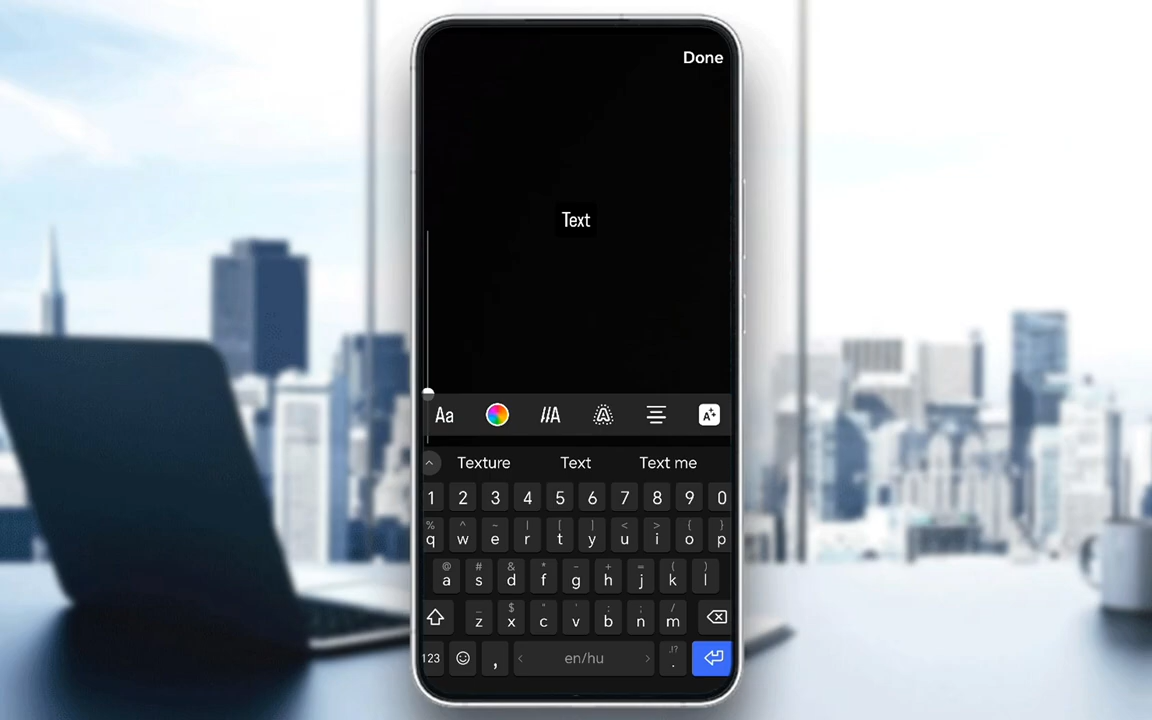 Done
Text
Aa //A A A
Texture Text Text me
1 2 3 4 5 6 7 8 9 0
% ^ ~ | [ ] < > { }
q w e r t y u i o p
@ # & * - + = ( )
a s d f g h j k l
_ $ " ' : ; /
z x c v b n m
!?
123 , < en/hu > .